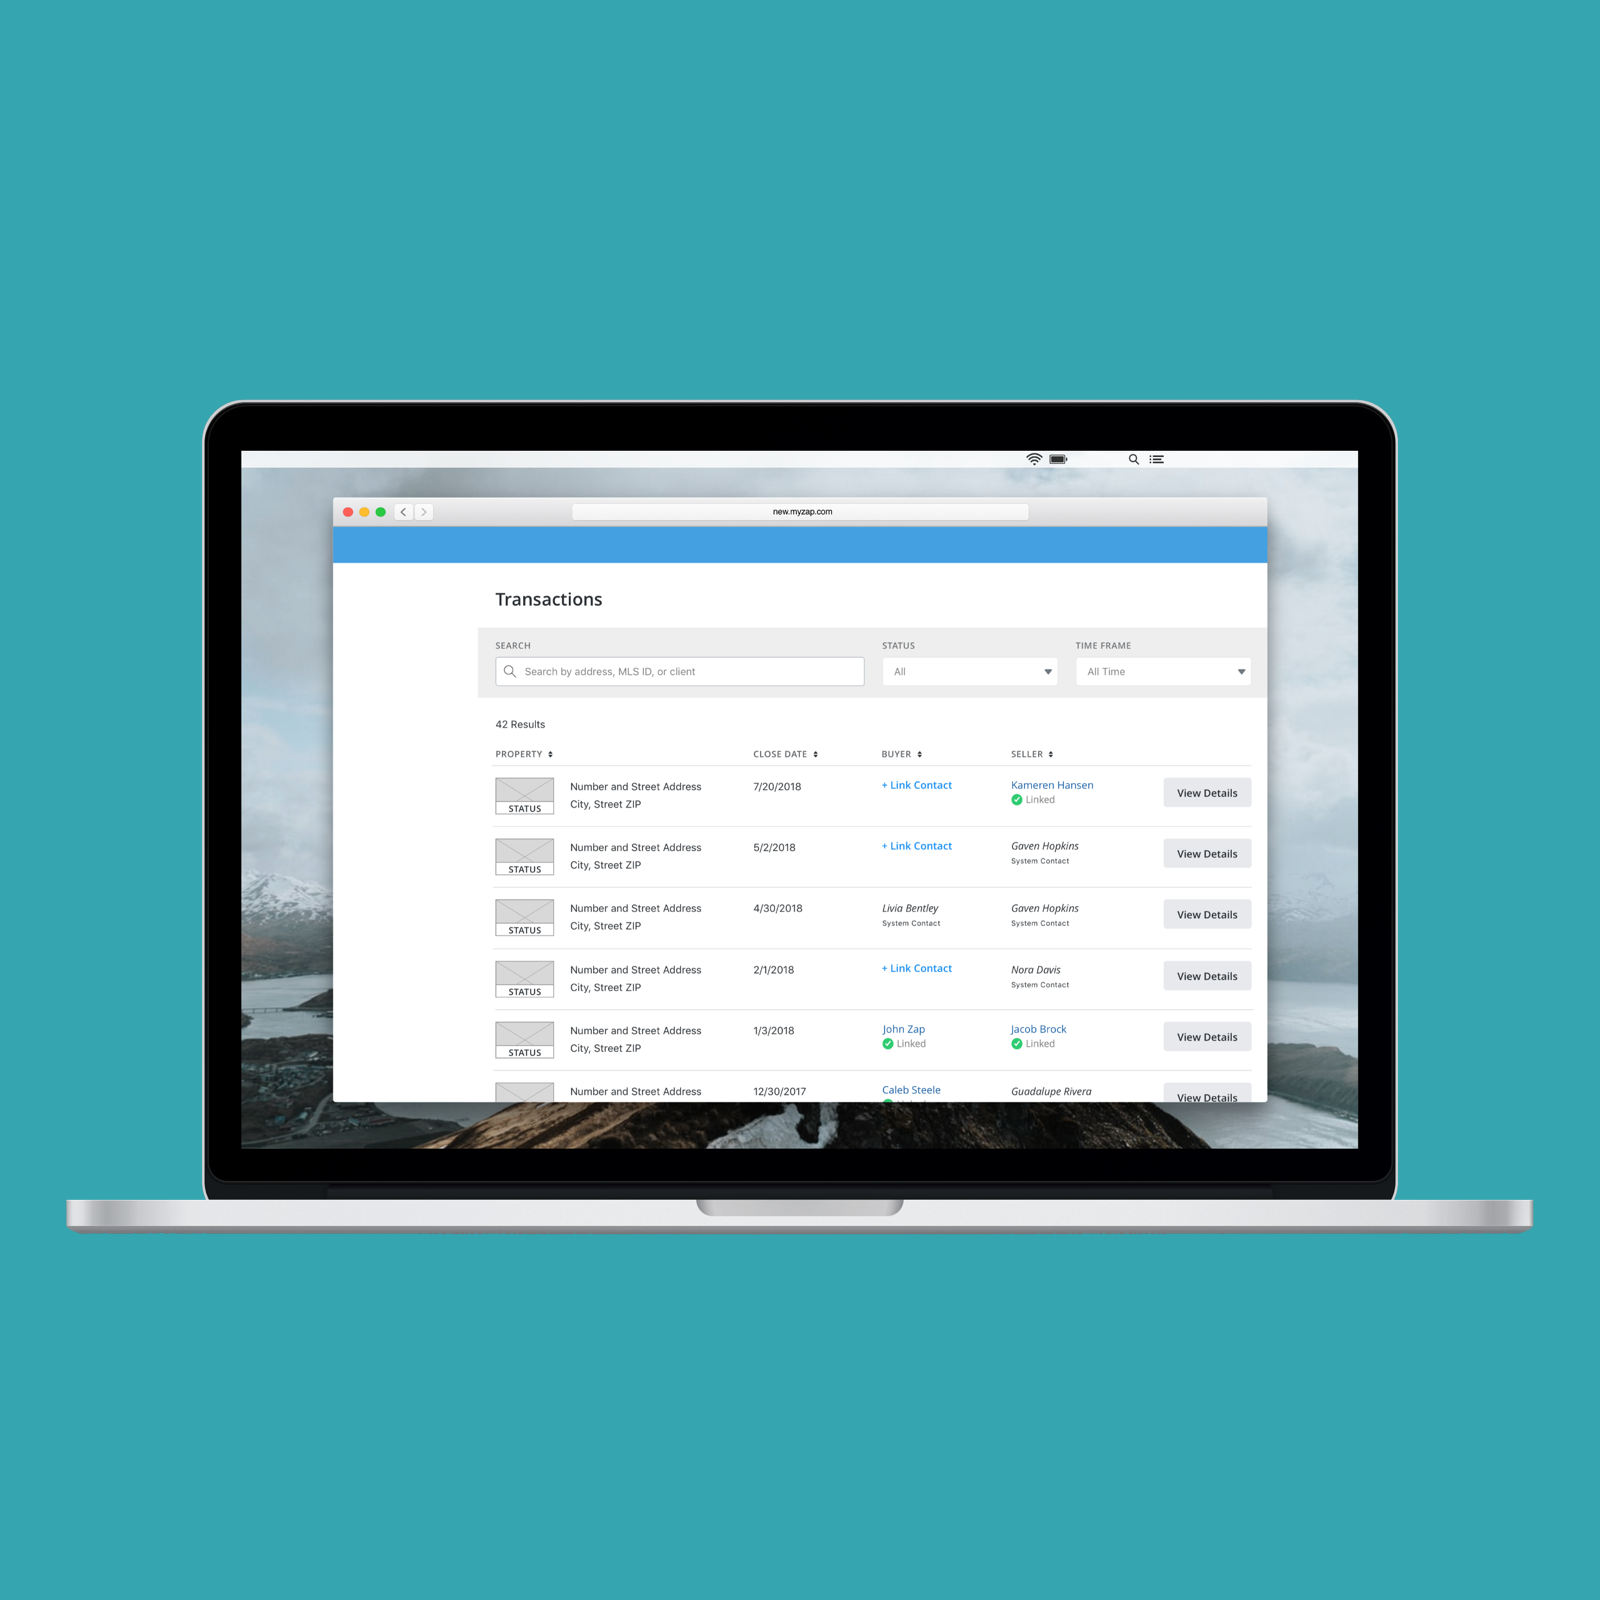 new.myzap.com
Transactions
SEARCH STATUS TIME FRAME
Search by address, MLS ID, or client All All Time
42 Results
PROPERTY CLOSE DATE BUYER SELLER
Number and Street Address 7/20/2018 + Link Contact Kameren Hansen
STATUS City, Street ZIP Linked View Details
Number and Street Address 5/2/2018 + Link Contact Gaven Hopkins
STATUS City, Street ZIP System Contact View Details
Number and Street Address 4/30/2018 Livia Bentley Gaven Hopkins
STATUS City, Street ZIP System Contact System Contact View Details
Number and Street Address 2/1/2018 + Link Contact Nora Davis
STATUS City, Street ZIP System Contact View Details
Number and Street Address 1/3/2018 John Zap Jacob Brock
STATUS City, Street ZIP Linked Linked View Details
Number and Street Address 12/30/2017 Caleb Steele Guadalupe Rivera
View Details